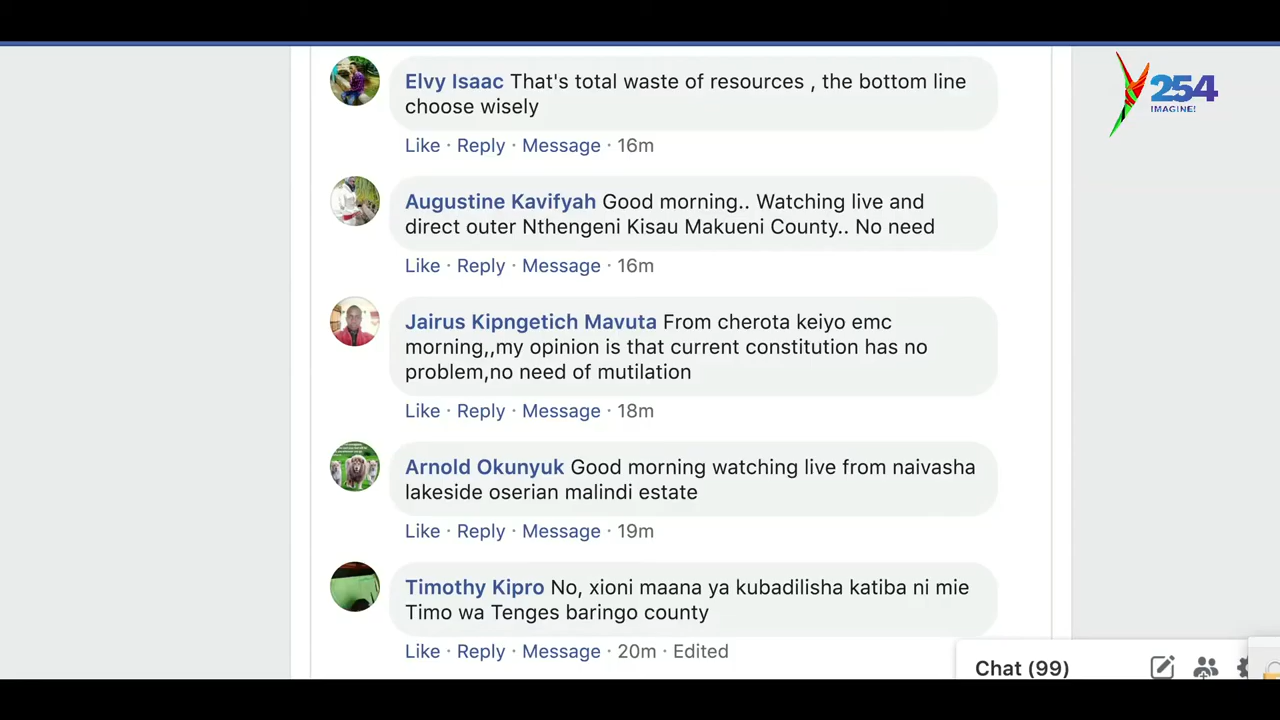 Elvy Isaac That's total waste of resources , the bottom line
choose wisely
Like · Reply · Message · 16m
Augustine Kavifyah Good morning.. Watching live and
direct outer Nthengeni Kisau Makueni County.. No need
Like · Reply · Message · 16m
Jairus Kipngetich Mavuta From cherota keiyo emc
morning,,my opinion is that current constitution has no
problem,no need of mutilation
Like · Reply · Message · 18m
Arnold Okunyuk Good morning watching live from naivasha
lakeside oserian malindi estate
Like · Reply · Message · 19m
Timothy Kipro No, xioni maana ya kubadilisha katiba ni mie
Timo wa Tenges baringo county
Like · Reply · Message · 20m · Edited
Chat (99)
Y 254
IMAGINE!